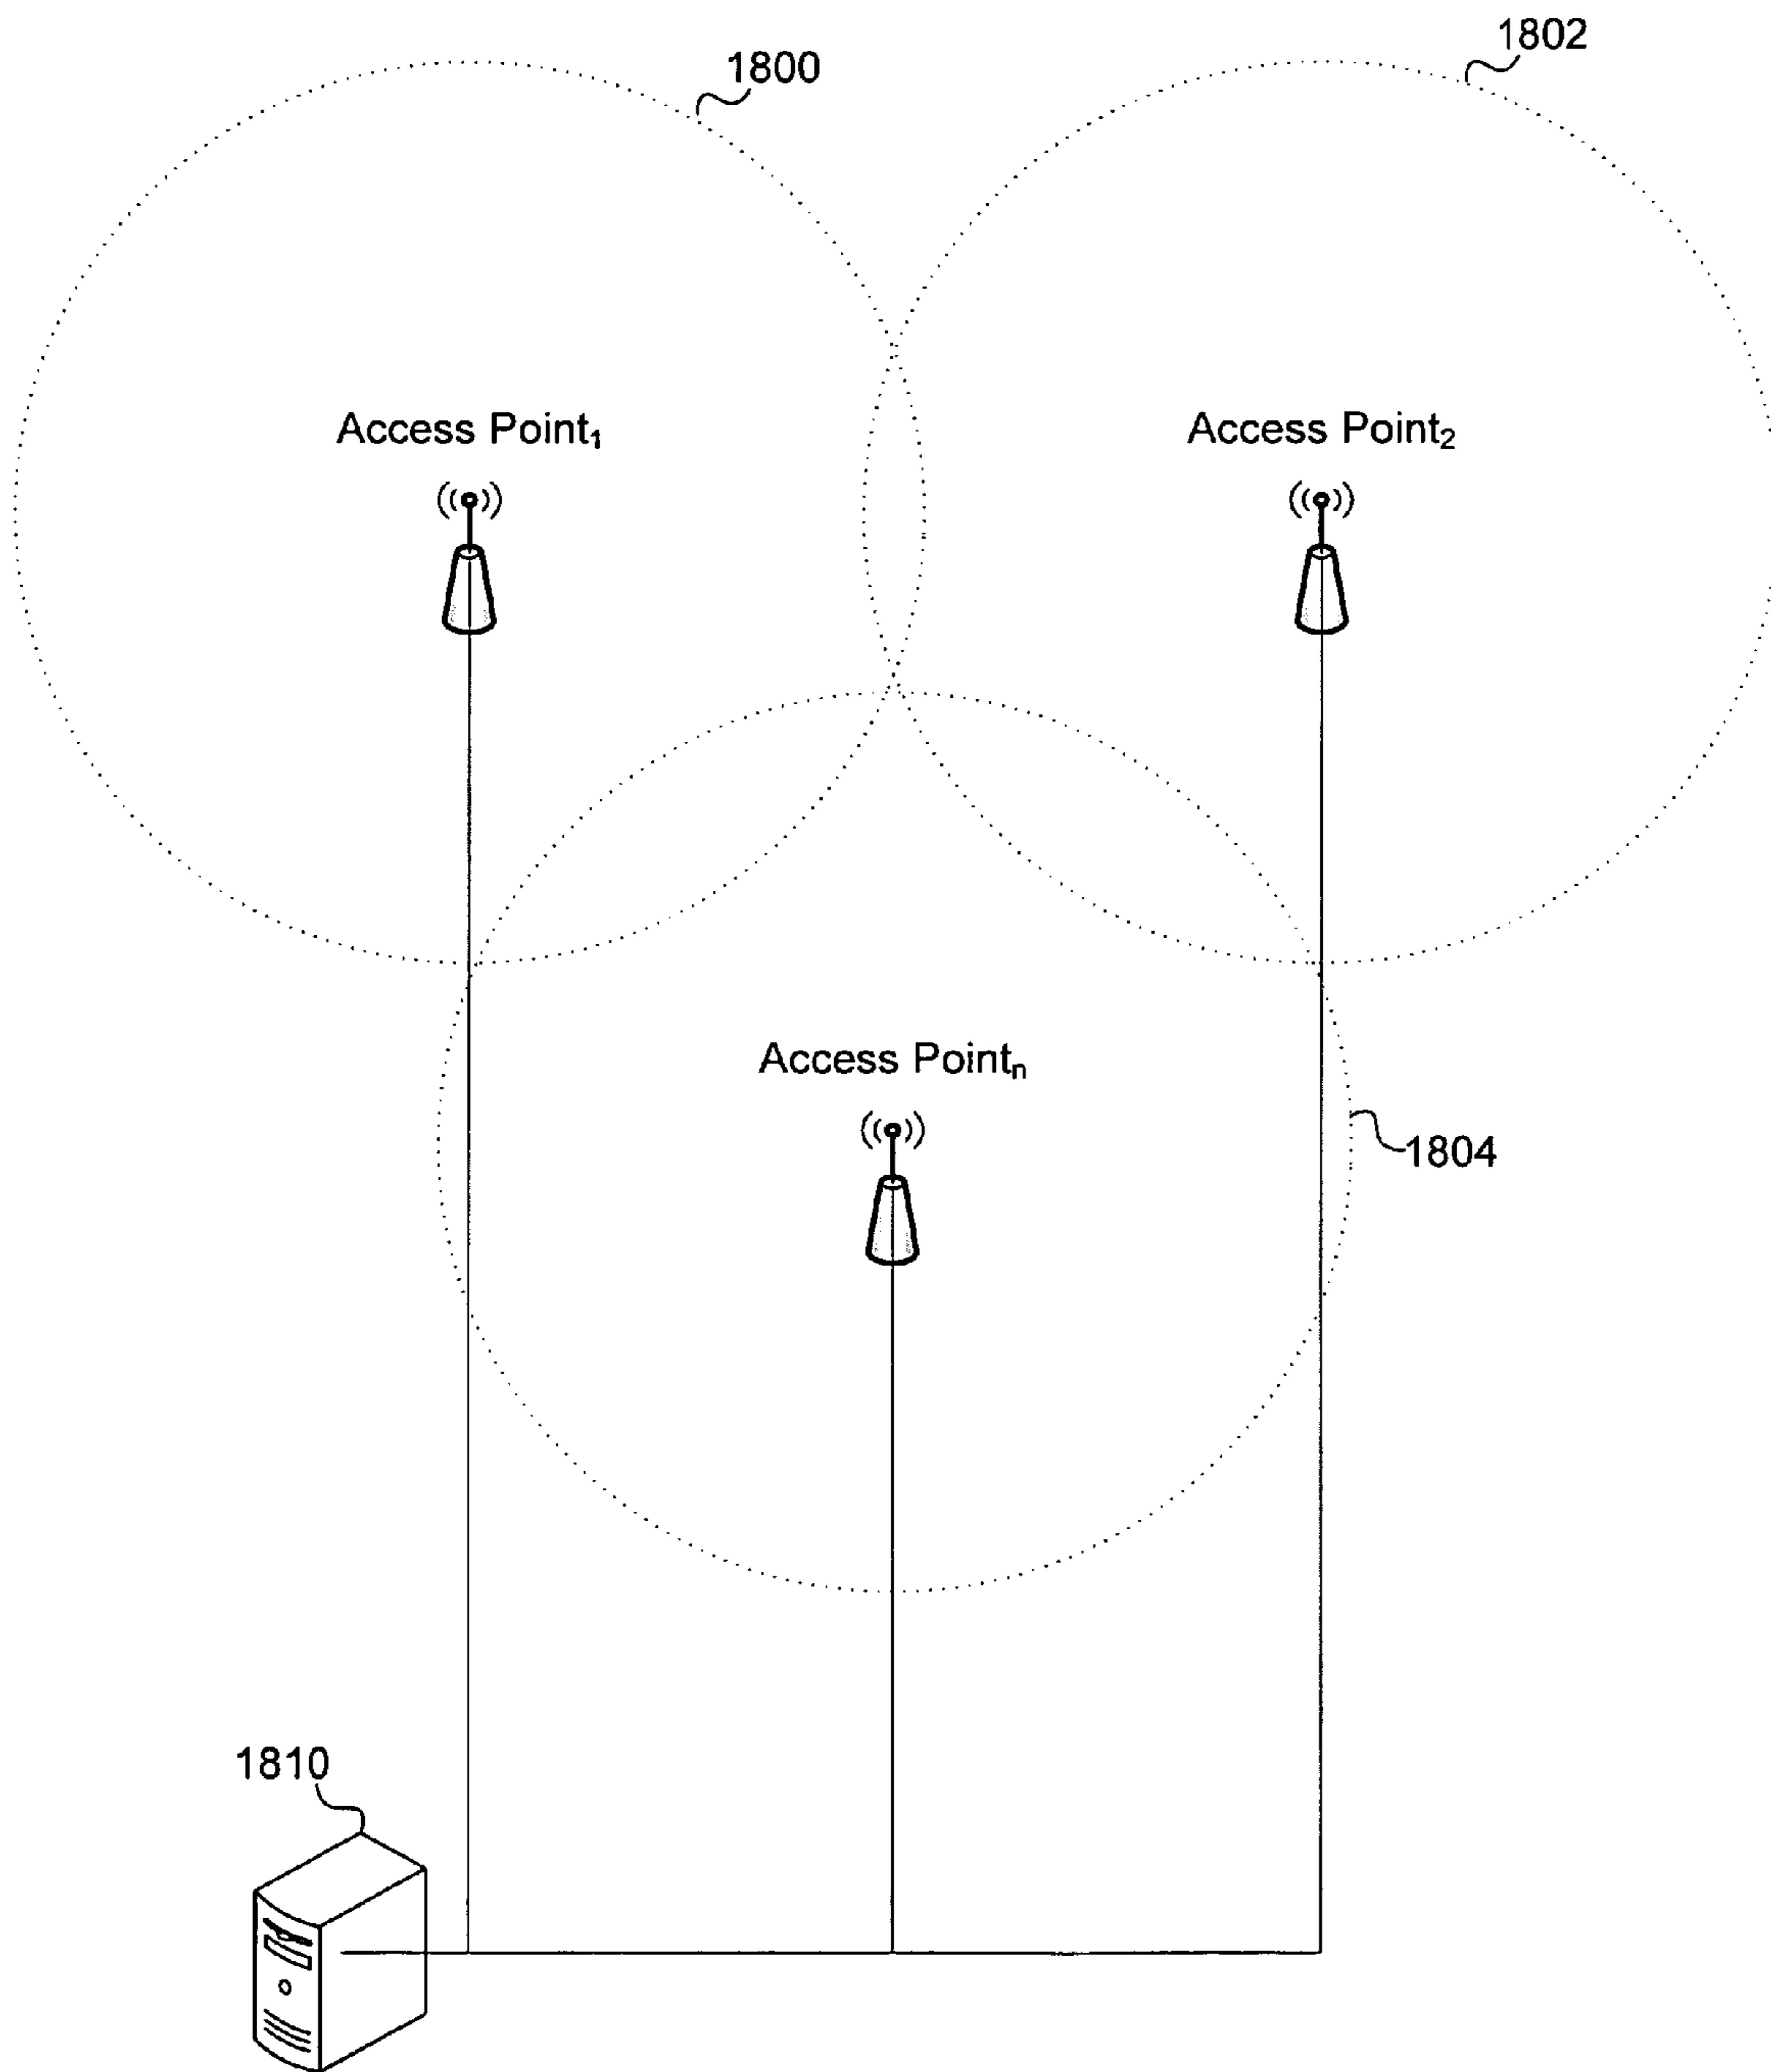 1802
1800
Access Point₁
Access Point₂
Access Pointₙ
1804
1810